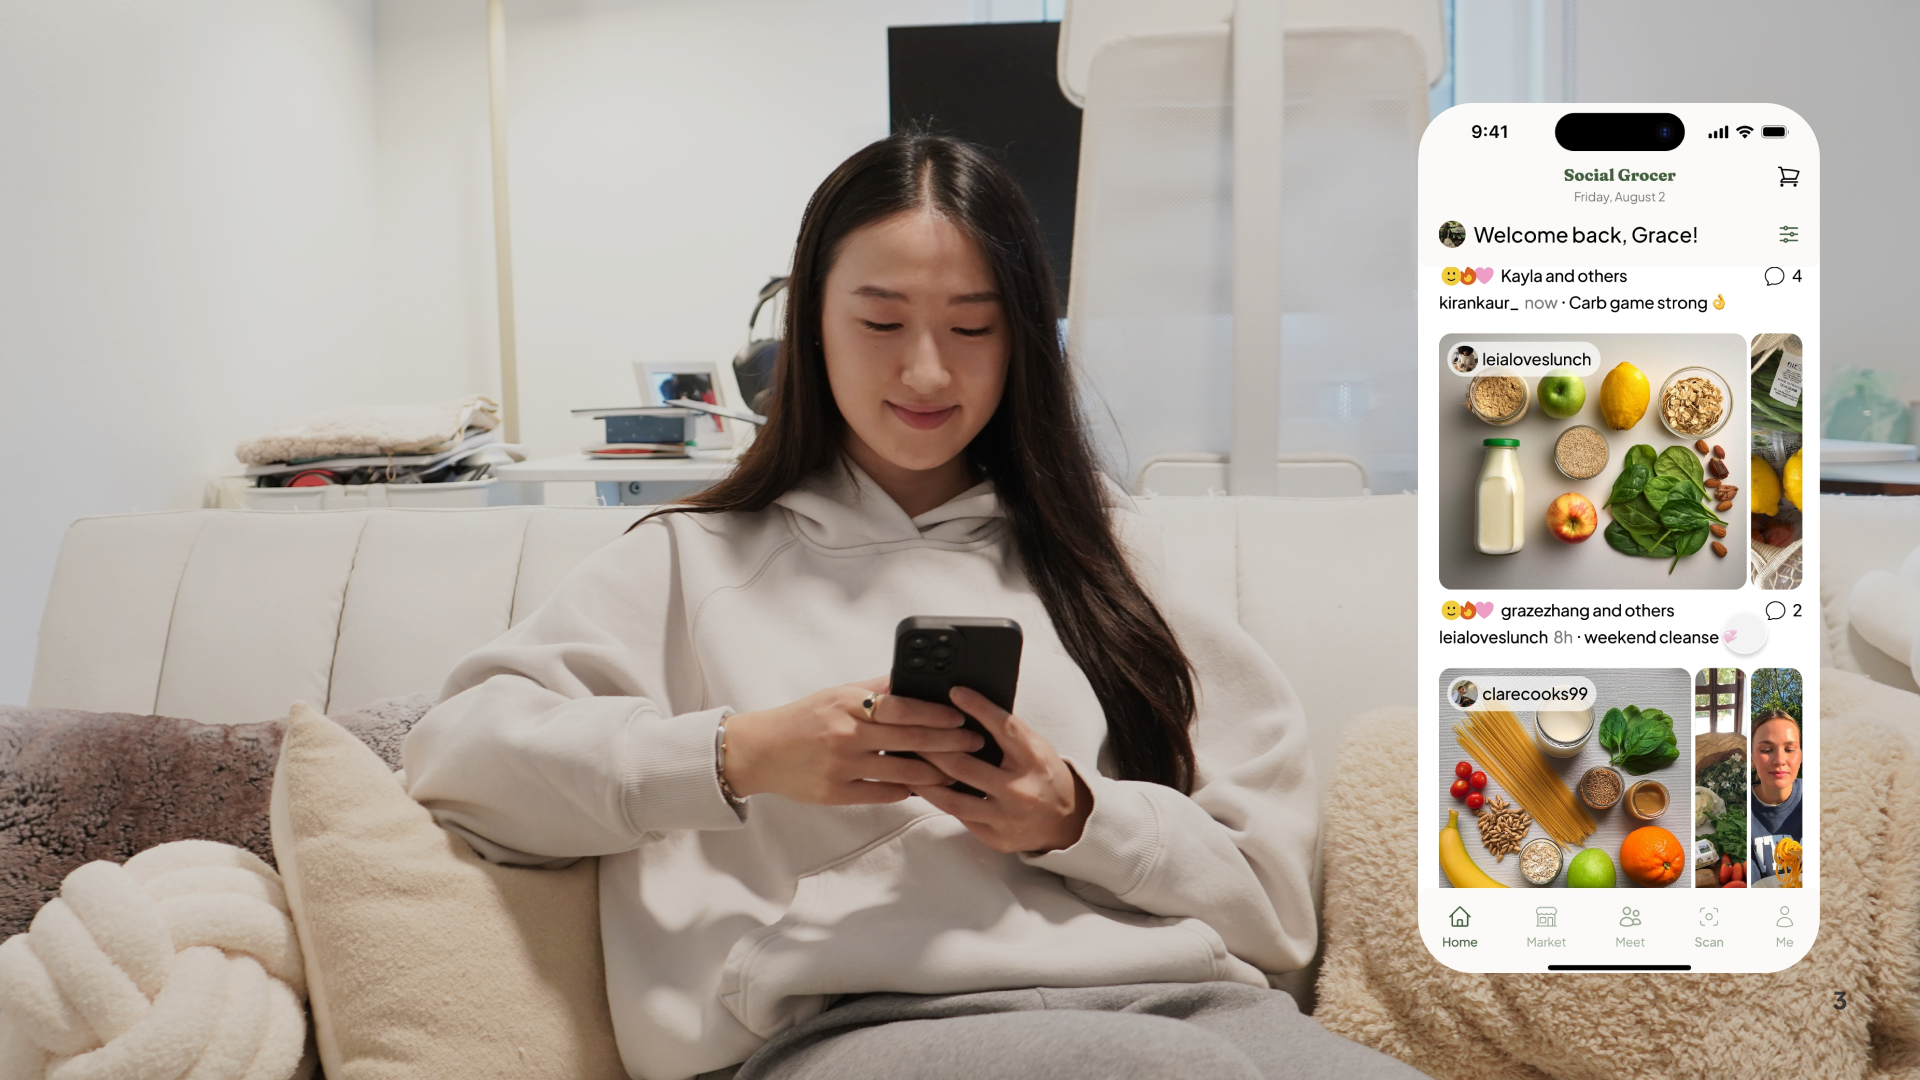 9:41
Social Grocer
Friday, August 2
Welcome back, Grace!
Kayla and others 4
kirankaur_ now · Carb game strong 👌
leialoveslunch
grazezhang and others 2
leialoveslunch 8h · weekend cleanse
clarecooks99
Home Market Meet Scan Me
3